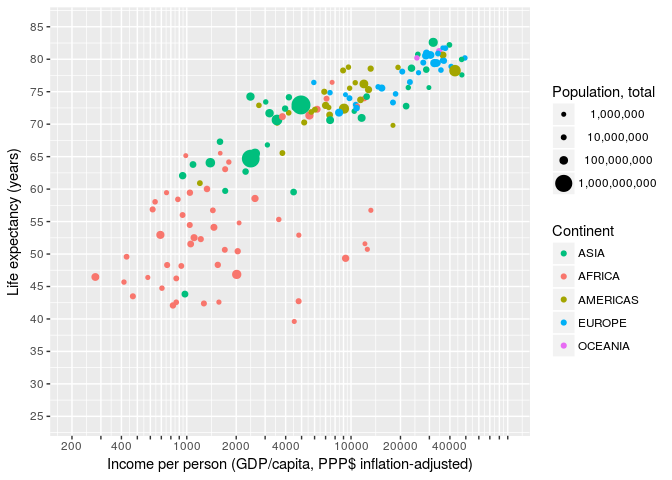 85
80
75
70
65
60
55
50
45
40
35
30
25
Life expectancy (years)
200 400 1000 2000 4000 10000 20000 40000
Income per person (GDP/capita, PPP$ inflation-adjusted)
Population, total
1,000,000
10,000,000
100,000,000
1,000,000,000
Continent
ASIA
AFRICA
AMERICAS
EUROPE
OCEANIA